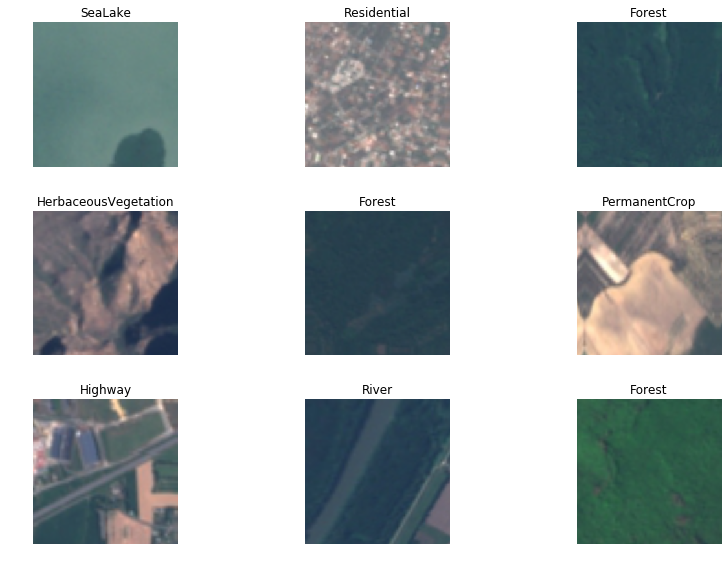 SeaLake
Residential
Forest
HerbaceousVegetation
Forest
PermanentCrop
Highway
River
Forest